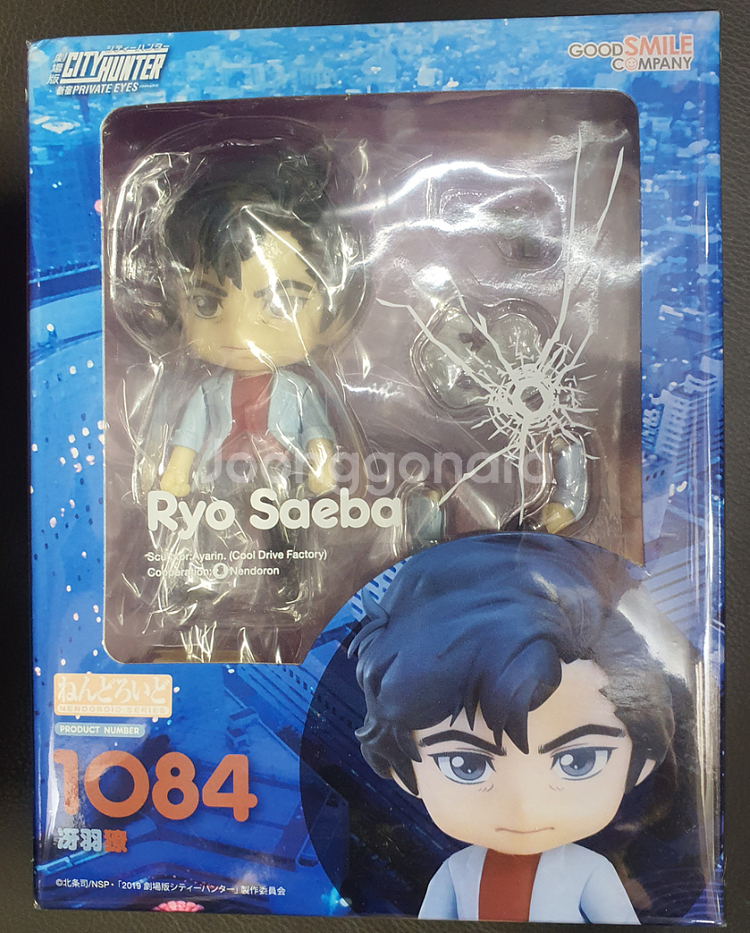 シティーハンター
劇場版
CITY HUNTER
新宿PRIVATE EYES
GOOD SMILE
COMPANY
Joonggonara
Ryo Saeba
Sculptor: Ayarin. (Cool Drive Factory)
Cooperation: Nendoron
ねんどろいど
NENDOROID SERIES
PRODUCT NUMBER
1084
冴羽獠
©北条司/NSP・「2019 劇場版シティーハンター」製作委員会